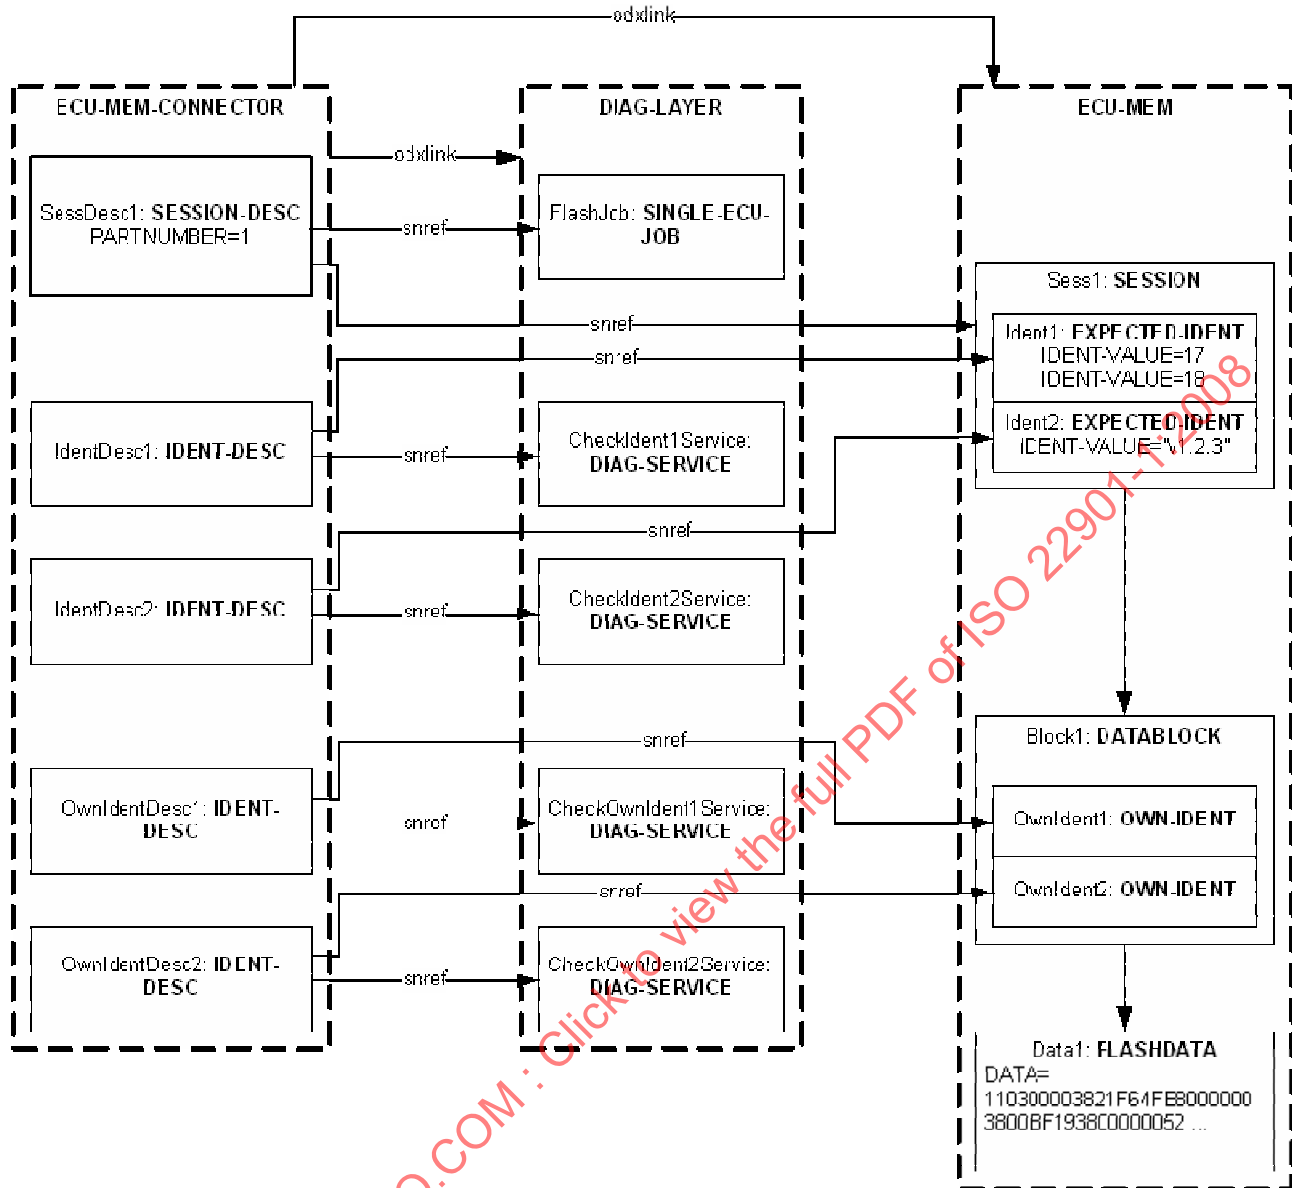 odxlink
ECU-MEM-CONNECTOR
DIAG-LAYER
ECU-MEM
odxlink
SessDesc1: SESSION-DESC
PARTNUMBER=1
snref
FlashJob: SINGLE-ECU-
JOB
Sess1: SESSION
snref
Ident1: EXPECTED-IDENT
IDENT-VALUE=17
IDENT-VALUE=18
snref
IdentDesc1: IDENT-DESC
snref
CheckIdent1Service:
DIAG-SERVICE
Ident2: EXPECTED-IDENT
IDENT-VALUE="V1.2.3"
snref
IdentDesc2: IDENT-DESC
snref
CheckIdent2Service:
DIAG-SERVICE
snref
Block1: DATABLOCK
OwnIdentDesc1: IDENT-
DESC
snref
CheckOwnIdent1Service:
DIAG-SERVICE
OwnIdent1: OWN-IDENT
snref
OwnIdent2: OWN-IDENT
OwnIdentDesc2: IDENT-
DESC
snref
CheckOwnIdent2Service:
DIAG-SERVICE
Data1: FLASHDATA
DATA=
110300003821F64FE8000000
3800BF1938C0000052 ...
O.COM : Click to view the full PDF of ISO 22901-1:2008